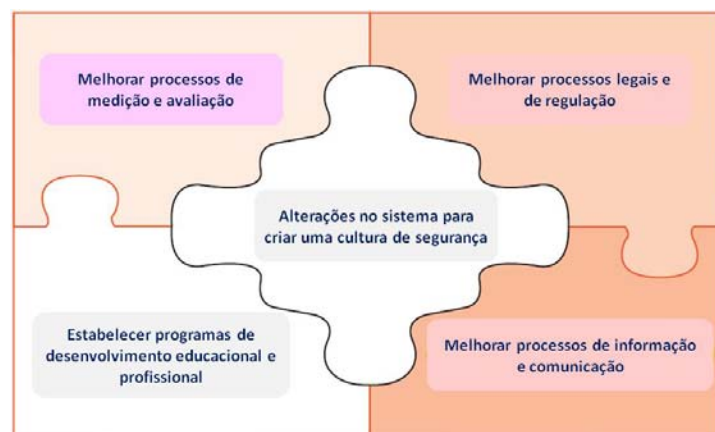 Melhorar processos de
medição e avaliação
Melhorar processos legais e
de regulação
Alterações no sistema para
criar uma cultura de segurança
Estabelecer programas de
desenvolvimento educacional e
profissional
Melhorar processos de informação
e comunicação